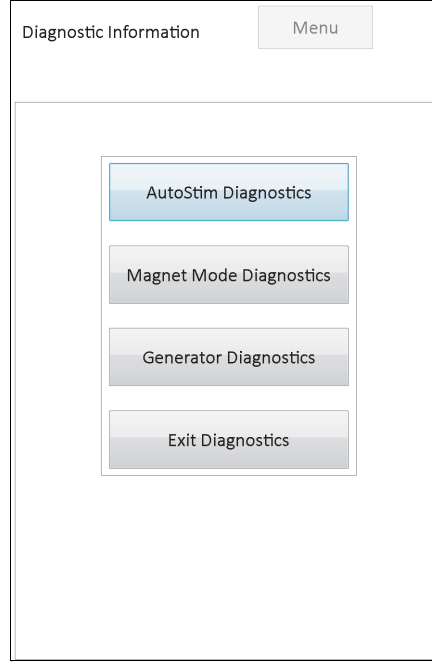 Diagnostic Information
Menu
AutoStim Diagnostics
Magnet Mode Diagnostics
Generator Diagnostics
Exit Diagnostics